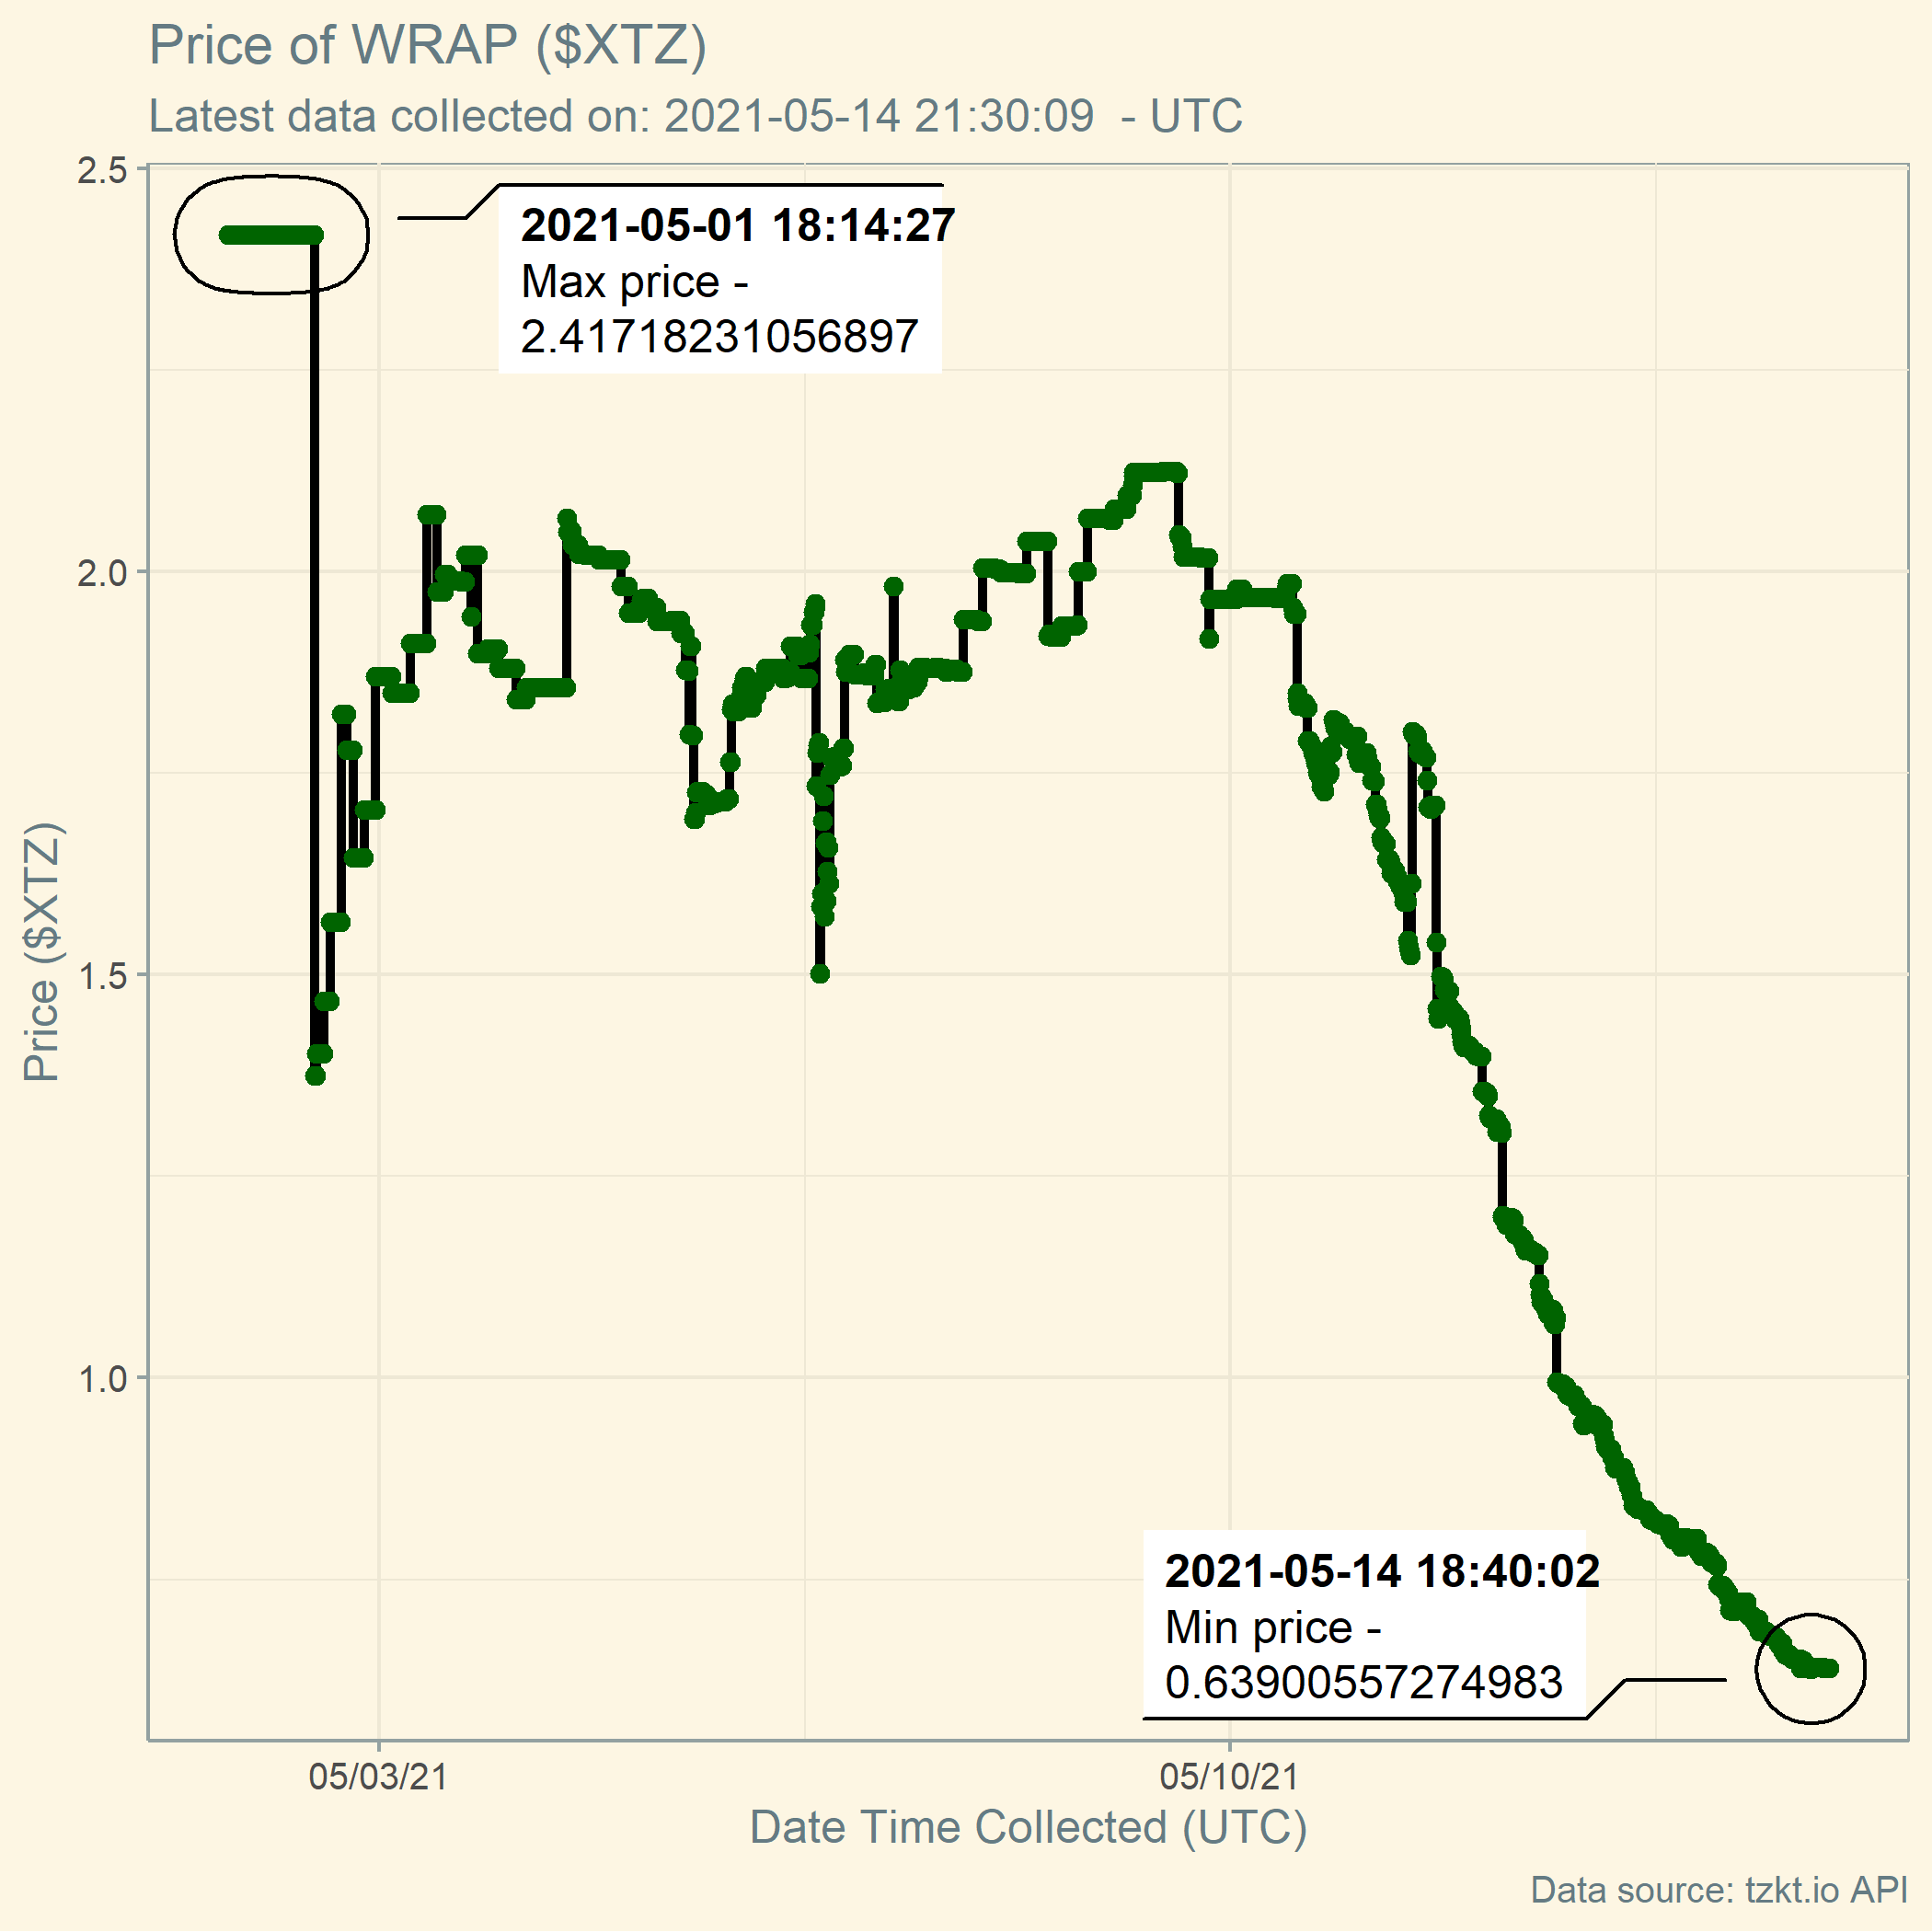 Price of WRAP ($XTZ)
Latest data collected on: 2021-05-14 21:30:09  - UTC
2.5
2021-05-01 18:14:27
Max price -
2.41718231056897
2.0
Price ($XTZ)
1.5
1.0
2021-05-14 18:40:02
Min price -
0.63900557274983
05/03/21
05/10/21
Date Time Collected (UTC)
Data source: tzkt.io API